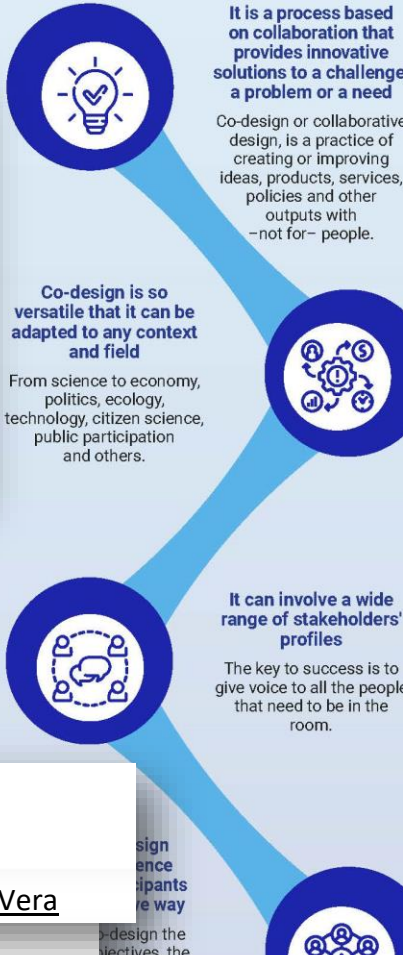 It is a process based
on collaboration that
provides innovative
solutions to a challenge
a problem or a need
Co-design or collaborative
design, is a practice of
creating or improving
ideas, products, services,
policies and other
outputs with
–not for– people.
Co-design is so
versatile that it can be
adapted to any context
and field
From science to economy,
politics, ecology,
technology, citizen science,
public participation
and others.
It can involve a wide
range of stakeholders'
profiles
The key to success is to
give voice to all the people
that need to be in the
room.
Vera
way
-design the
the